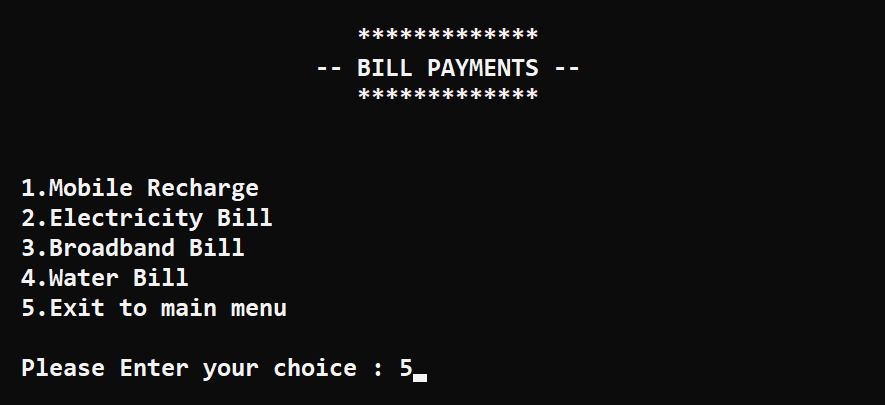 *************
-- BILL PAYMENTS --
*************
1.Mobile Recharge
2.Electricity Bill
3.Broadband Bill
4.Water Bill
5.Exit to main menu
Please Enter your choice : 5_